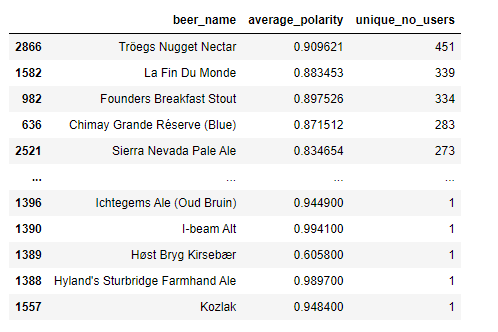 beer_name average_polarity unique_no_users
2866 Tröegs Nugget Nectar 0.909621 451
1582 La Fin Du Monde 0.883453 339
982 Founders Breakfast Stout 0.897526 334
636 Chimay Grande Réserve (Blue) 0.871512 283
2521 Sierra Nevada Pale Ale 0.834654 273
... ... ... ...
1396 Ichtegems Ale (Oud Bruin) 0.944900 1
1390 I-beam Alt 0.994100 1
1389 Høst Bryg Kirsebær 0.605800 1
1388 Hyland's Sturbridge Farmhand Ale 0.989700 1
1557 Kozlak 0.948400 1